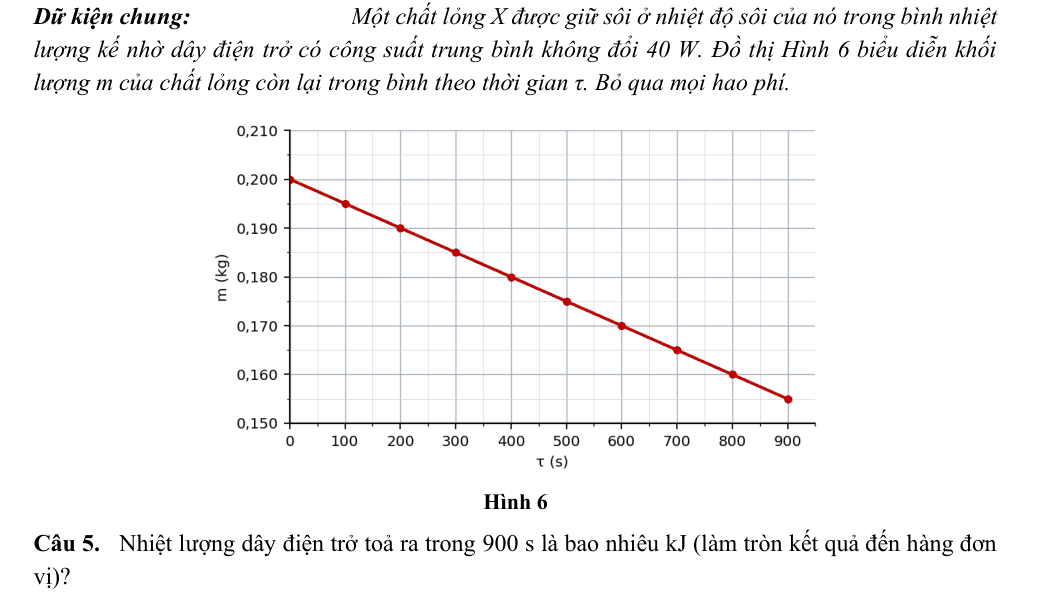 Dữ kiện chung: Một chất lỏng X được giữ sôi ở nhiệt độ sôi của nó trong bình nhiệt
lượng kế nhờ dây điện trở có công suất trung bình không đổi 40 W. Đồ thị Hình 6 biểu diễn khối
lượng m của chất lỏng còn lại trong bình theo thời gian τ. Bỏ qua mọi hao phí.
0,210
0,200
0,190
0,180
0,170
0,160
0,150
m (kg)
0 100 200 300 400 500 600 700 800 900
τ (s)
Hình 6
Câu 5. Nhiệt lượng dây điện trở toả ra trong 900 s là bao nhiêu kJ (làm tròn kết quả đến hàng đơn
vị)?